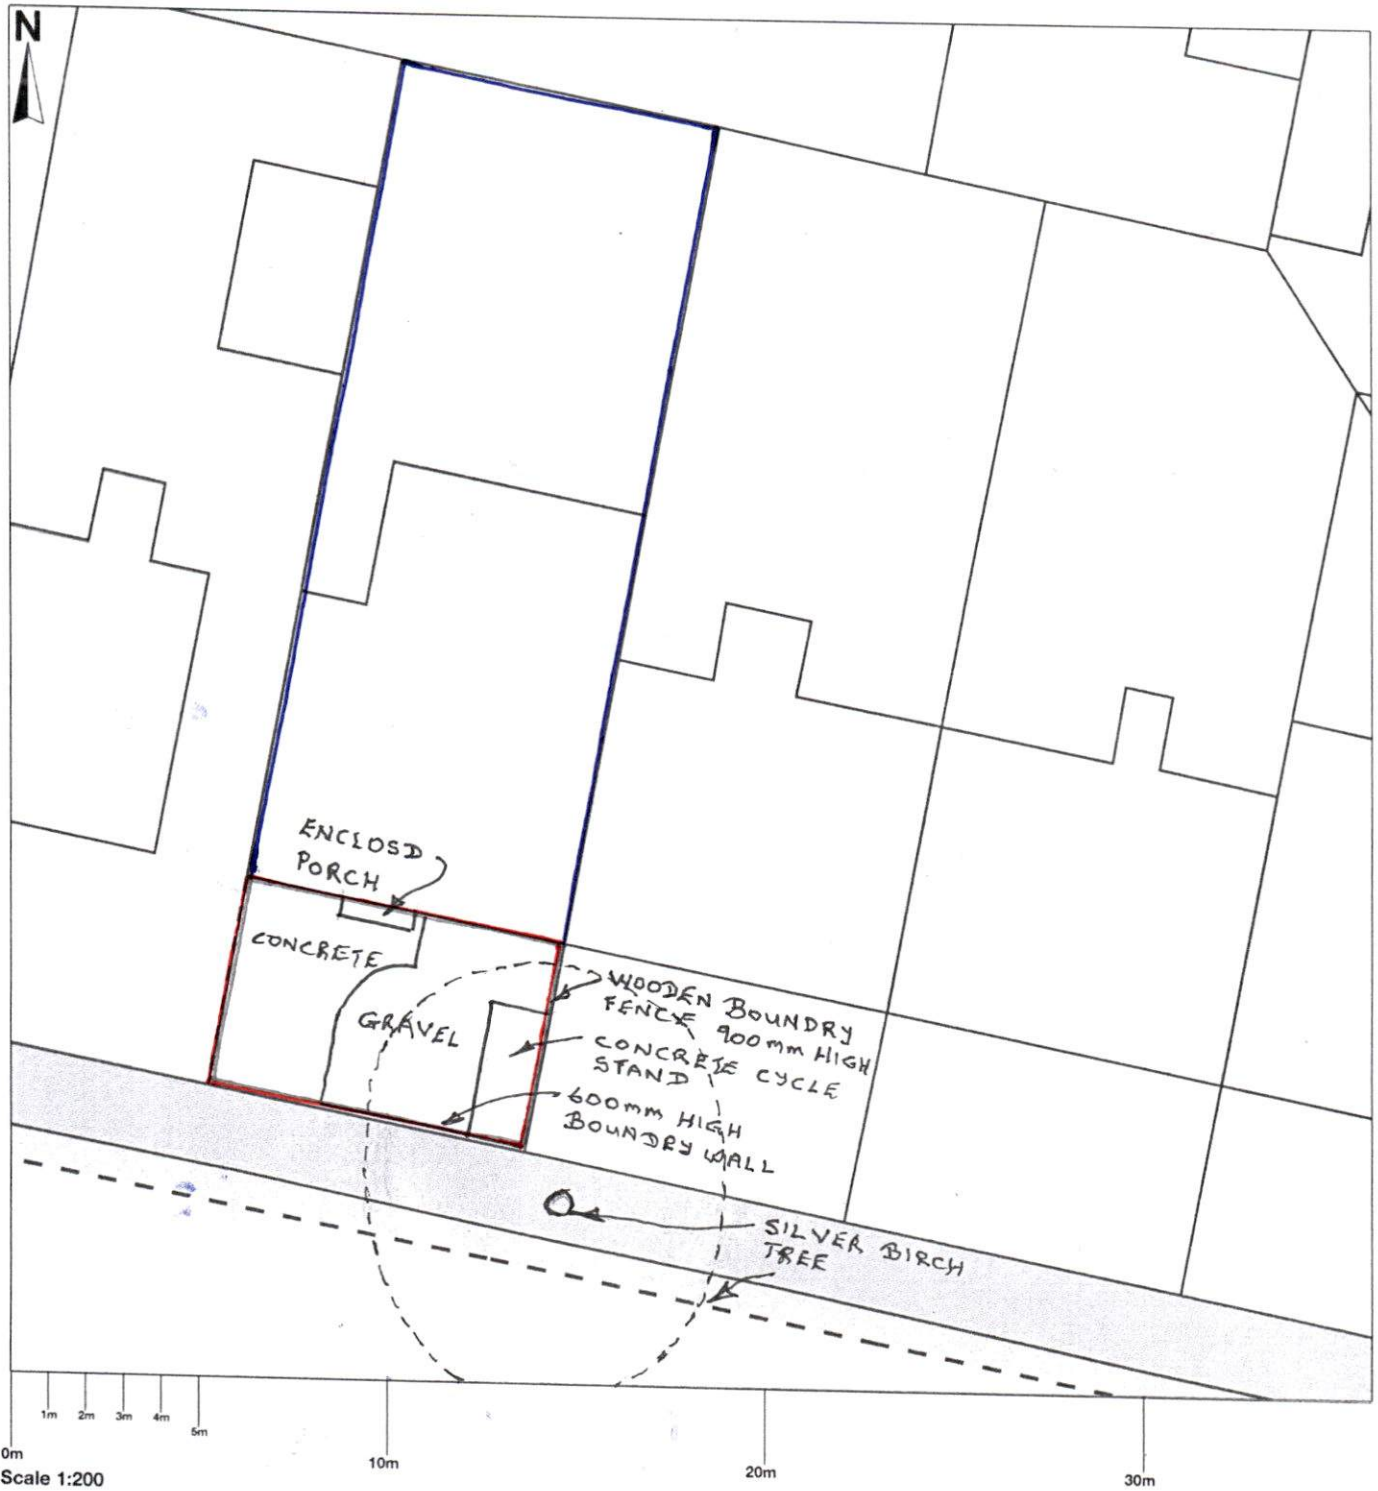 N
ENCLOSD
PORCH
CONCRETE
GRAVEL
WOODEN BOUNDRY
FENCE 900mm HIGH
CONCRETE CYCLE
STAND
600mm HIGH
BOUNDRY WALL
SILVER BIRCH
TREE
1m 2m 3m 4m
5m
0m
10m
20m
30m
Scale 1:200